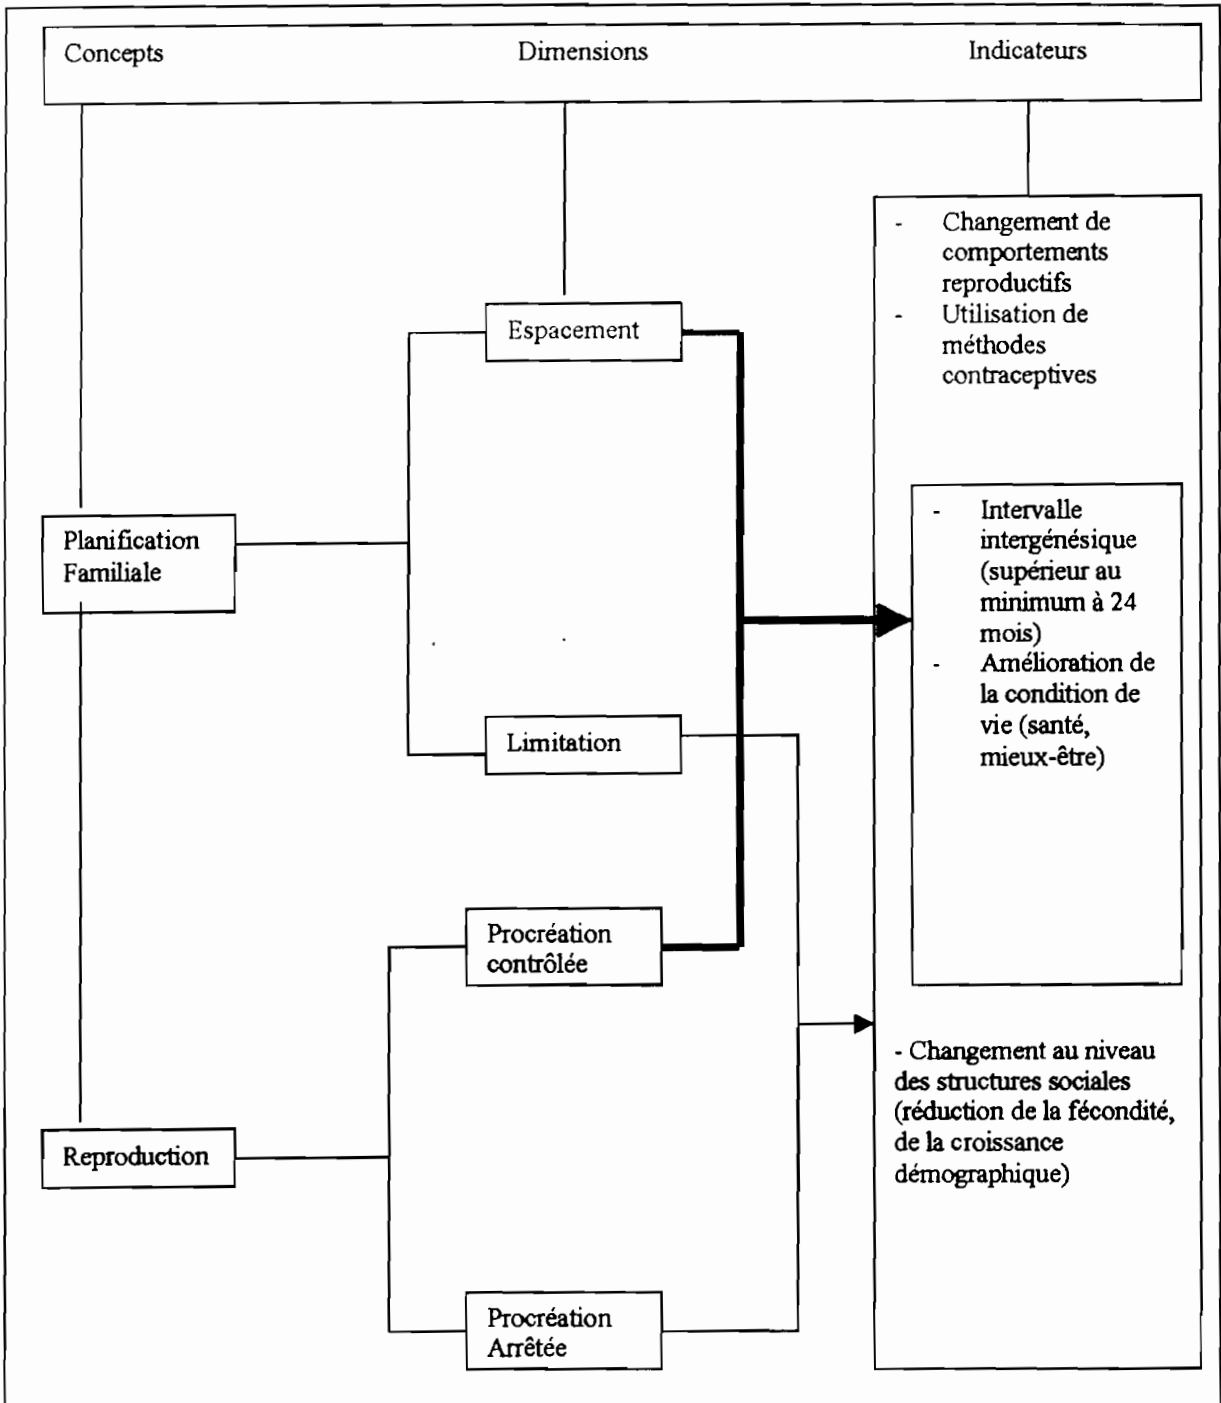 Concepts Dimensions Indicateurs
- Changement de
comportements
reproductifs
- Utilisation de
méthodes
contraceptives
Espacement
- Intervalle
intergénésique
(supérieur au
minimum à 24
mois)
- Amélioration de
la condition de
vie (santé,
mieux-être)
Planification
Familiale
Limitation
Procréation
contrôlée
- Changement au niveau
des structures sociales
(réduction de la fécondité,
de la croissance
démographique)
Reproduction
Procréation
Arrêtée